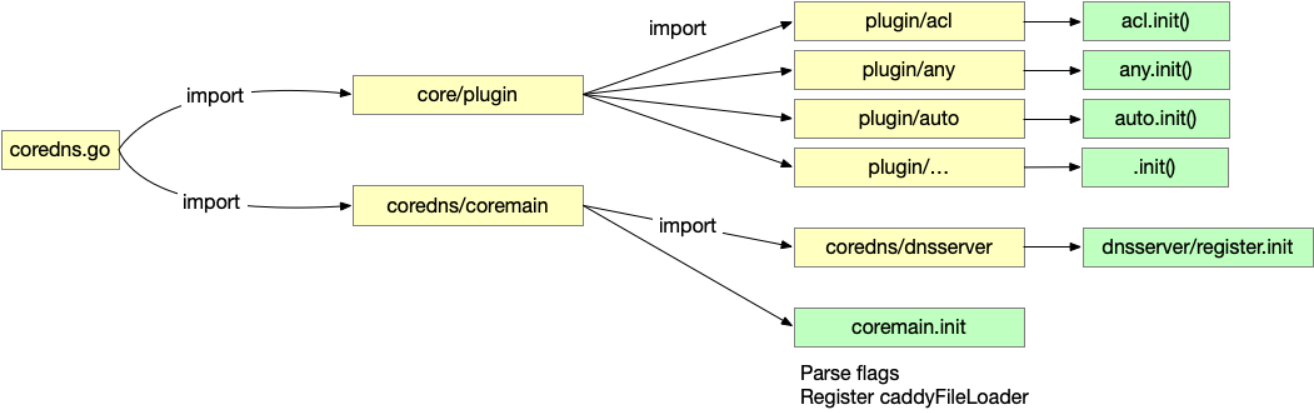 import
plugin/acl
acl.init()
plugin/any
any.init()
import
core/plugin
plugin/auto
auto.init()
coredns.go
plugin/...
.init()
import
coredns/coremain
import
coredns/dnsserver
dnsserver/register.init
coremain.init
Parse flags
Register caddyFileLoader